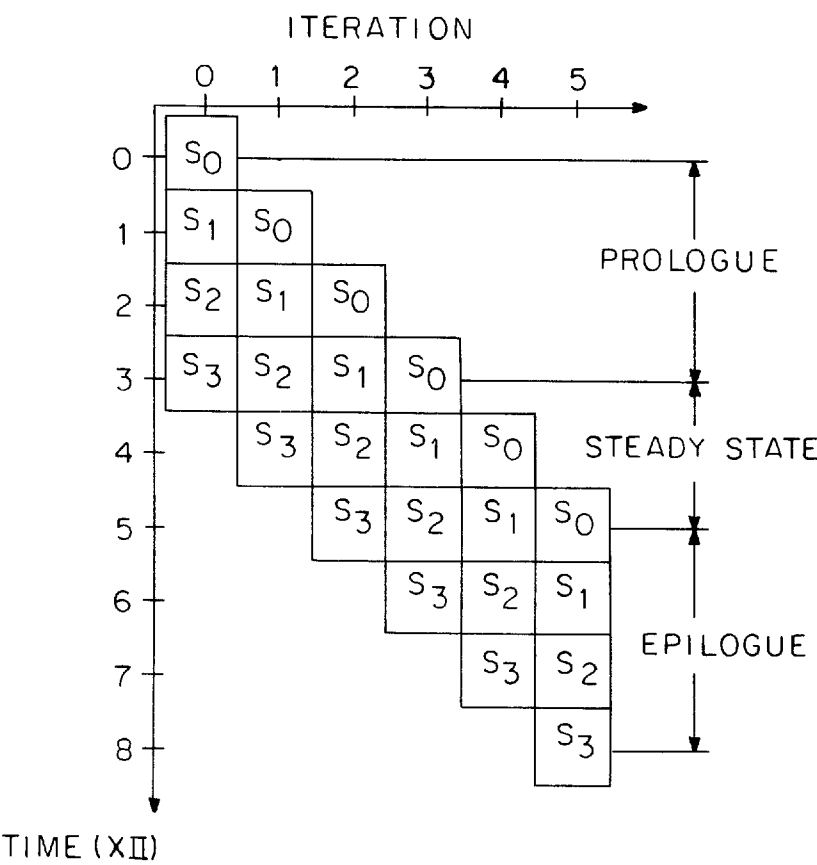 ITERATION
0 1 2 3 4 5
0 S0
1 S1 S0
PROLOGUE
2 S2 S1 S0
3 S3 S2 S1 S0
4 S3 S2 S1 S0
STEADY STATE
5 S3 S2 S1 S0
6 S3 S2 S1
EPILOGUE
7 S3 S2
8 S3
TIME (XII)